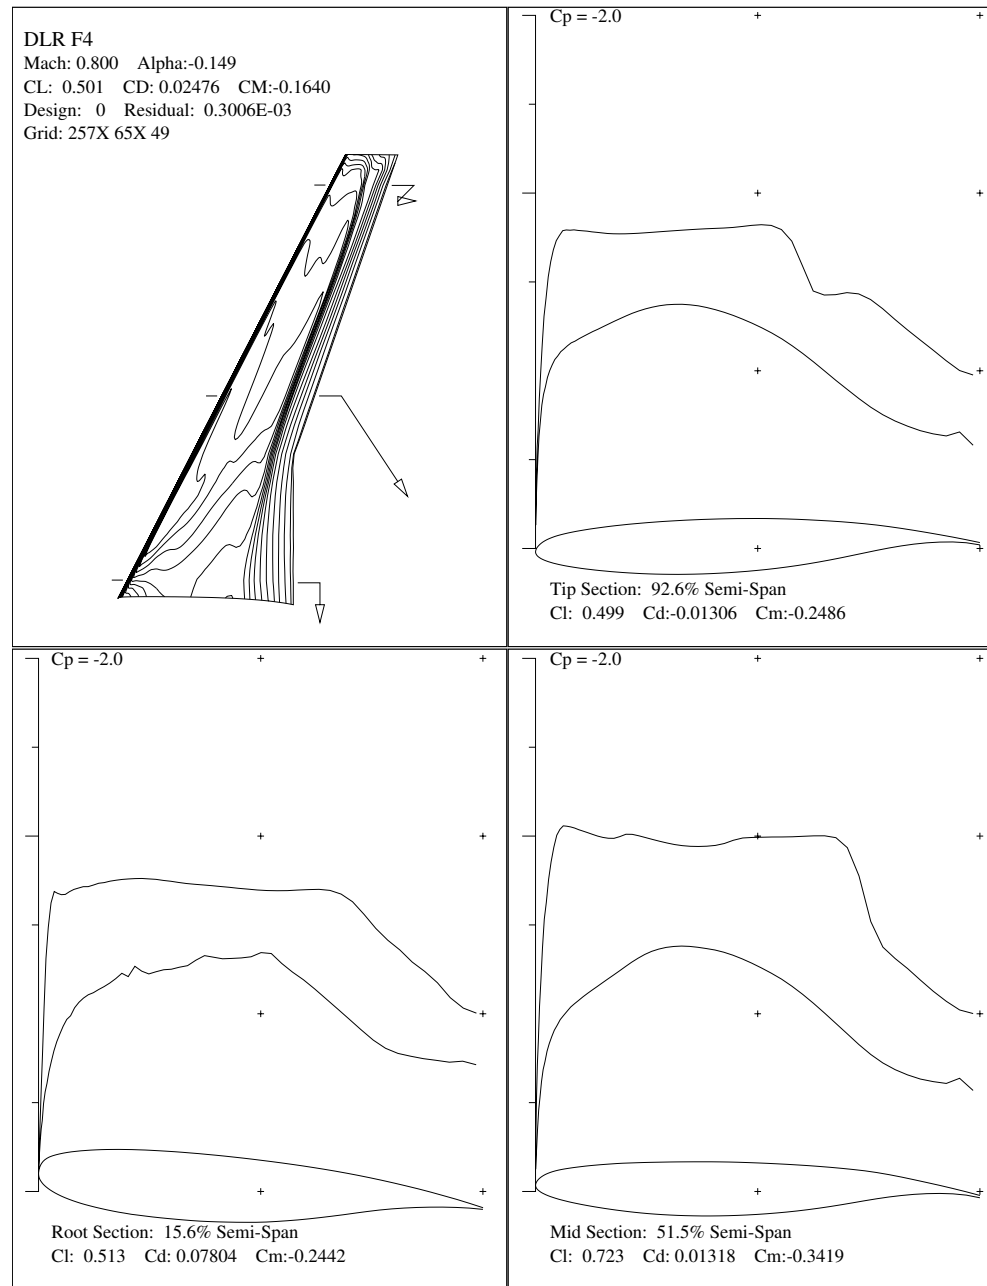 DLR F4
Mach: 0.800 Alpha:-0.149
CL: 0.501 CD: 0.02476 CM:-0.1640
Design: 0 Residual: 0.3006E-03
Grid: 257X 65X 49
Cp = -2.0
Tip Section: 92.6% Semi-Span
Cl: 0.499 Cd:-0.01306 Cm:-0.2486
Cp = -2.0
Root Section: 15.6% Semi-Span
Cl: 0.513 Cd: 0.07804 Cm:-0.2442
Cp = -2.0
Mid Section: 51.5% Semi-Span
Cl: 0.723 Cd: 0.01318 Cm:-0.3419